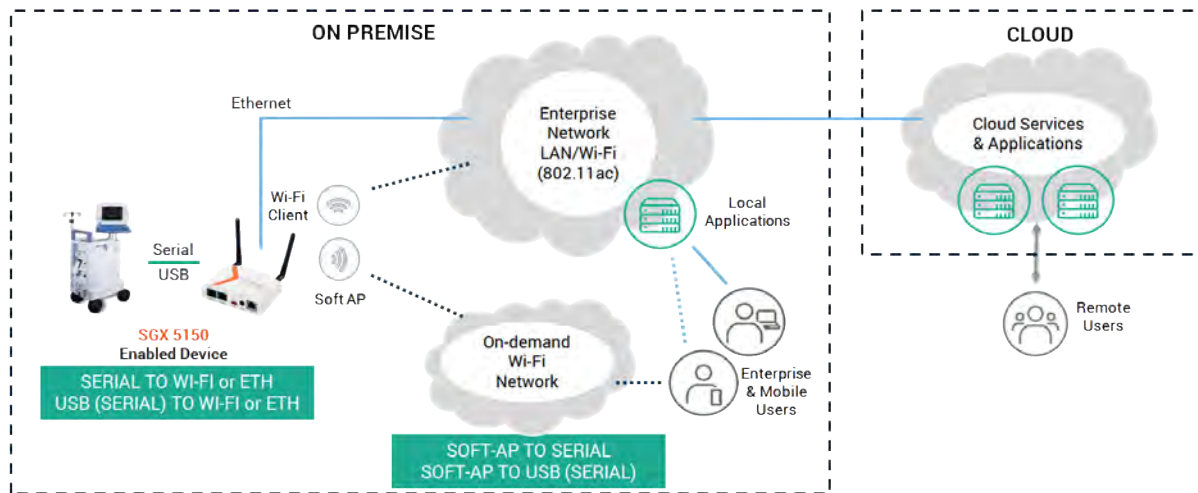 ON PREMISE
CLOUD
Ethernet
Enterprise
Network
LAN/Wi-Fi
(802.11ac)
Cloud Services
& Applications
Wi-Fi
Client
Local
Applications
Serial
USB
Soft AP
SGX 5150
Enabled Device
SERIAL TO WI-FI or ETH
USB (SERIAL) TO WI-FI or ETH
On-demand
Wi-Fi
Network
Enterprise
& Mobile
Users
Remote
Users
SOFT-AP TO SERIAL
SOFT-AP TO USB (SERIAL)